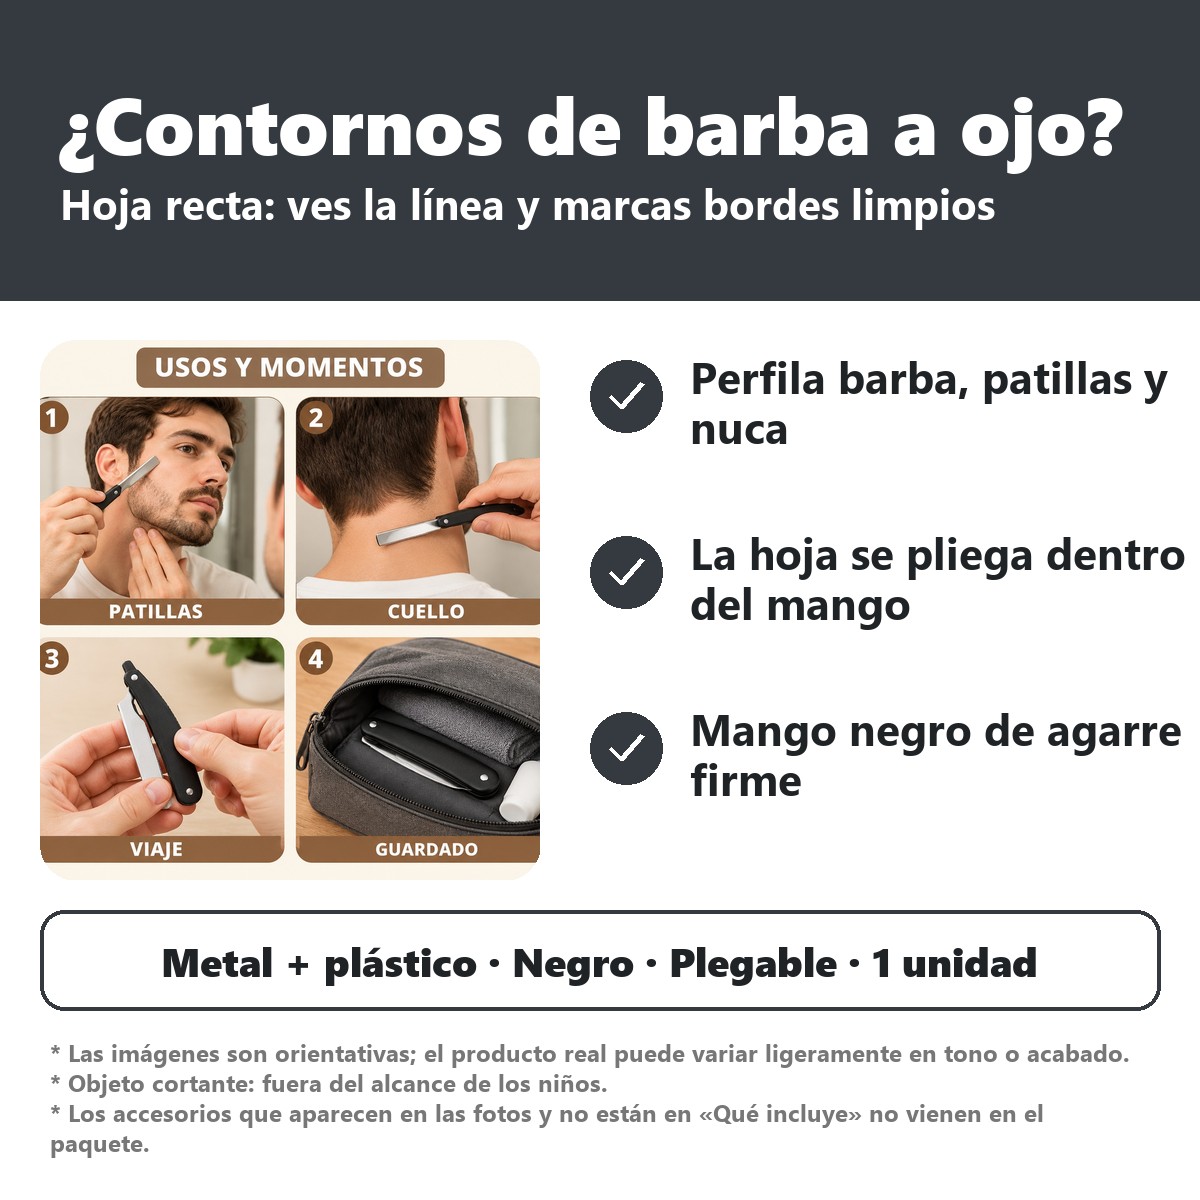 ¿Contornos de barba a ojo?
Hoja recta: ves la línea y marcas bordes limpios
USOS Y MOMENTOS
1
2
PATILLAS
CUELLO
3
4
VIAJE
GUARDADO
Perfila barba, patillas y
nuca
La hoja se pliega dentro
del mango
Mango negro de agarre
firme
Metal + plástico · Negro · Plegable · 1 unidad
* Las imágenes son orientativas; el producto real puede variar ligeramente en tono o acabado.
* Objeto cortante: fuera del alcance de los niños.
* Los accesorios que aparecen en las fotos y no están en «Qué incluye» no vienen en el
paquete.